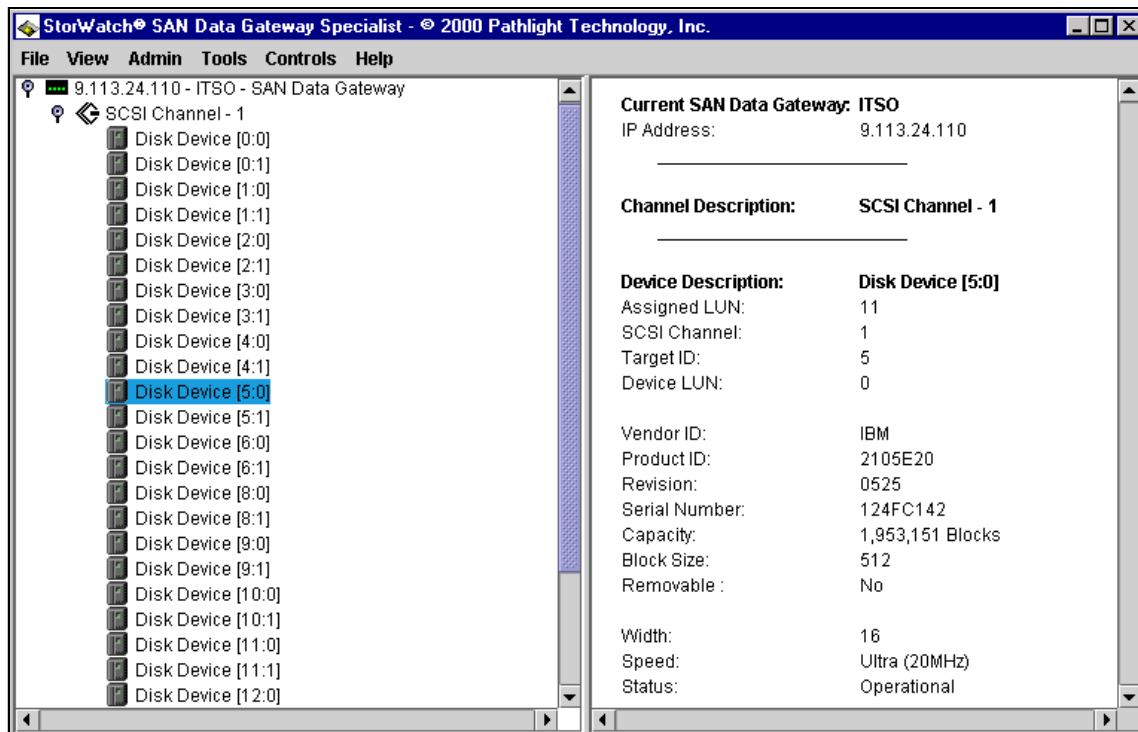 StorWatch® SAN Data Gateway Specialist - © 2000 Pathlight Technology, Inc.
File View Admin Tools Controls Help
9.113.24.110 - ITSO - SAN Data Gateway
SCSI Channel - 1
Disk Device [0:0]
Disk Device [0:1]
Disk Device [1:0]
Disk Device [1:1]
Disk Device [2:0]
Disk Device [2:1]
Disk Device [3:0]
Disk Device [3:1]
Disk Device [4:0]
Disk Device [4:1]
Disk Device [5:0]
Disk Device [5:1]
Disk Device [6:0]
Disk Device [6:1]
Disk Device [8:0]
Disk Device [8:1]
Disk Device [9:0]
Disk Device [9:1]
Disk Device [10:0]
Disk Device [10:1]
Disk Device [11:0]
Disk Device [11:1]
Disk Device [12:0]
Current SAN Data Gateway: ITSO
IP Address: 9.113.24.110
Channel Description: SCSI Channel - 1
Device Description: Disk Device [5:0]
Assigned LUN: 11
SCSI Channel: 1
Target ID: 5
Device LUN: 0
Vendor ID: IBM
Product ID: 2105E20
Revision: 0525
Serial Number: 124FC142
Capacity: 1,953,151 Blocks
Block Size: 512
Removable : No
Width: 16
Speed: Ultra (20MHz)
Status: Operational